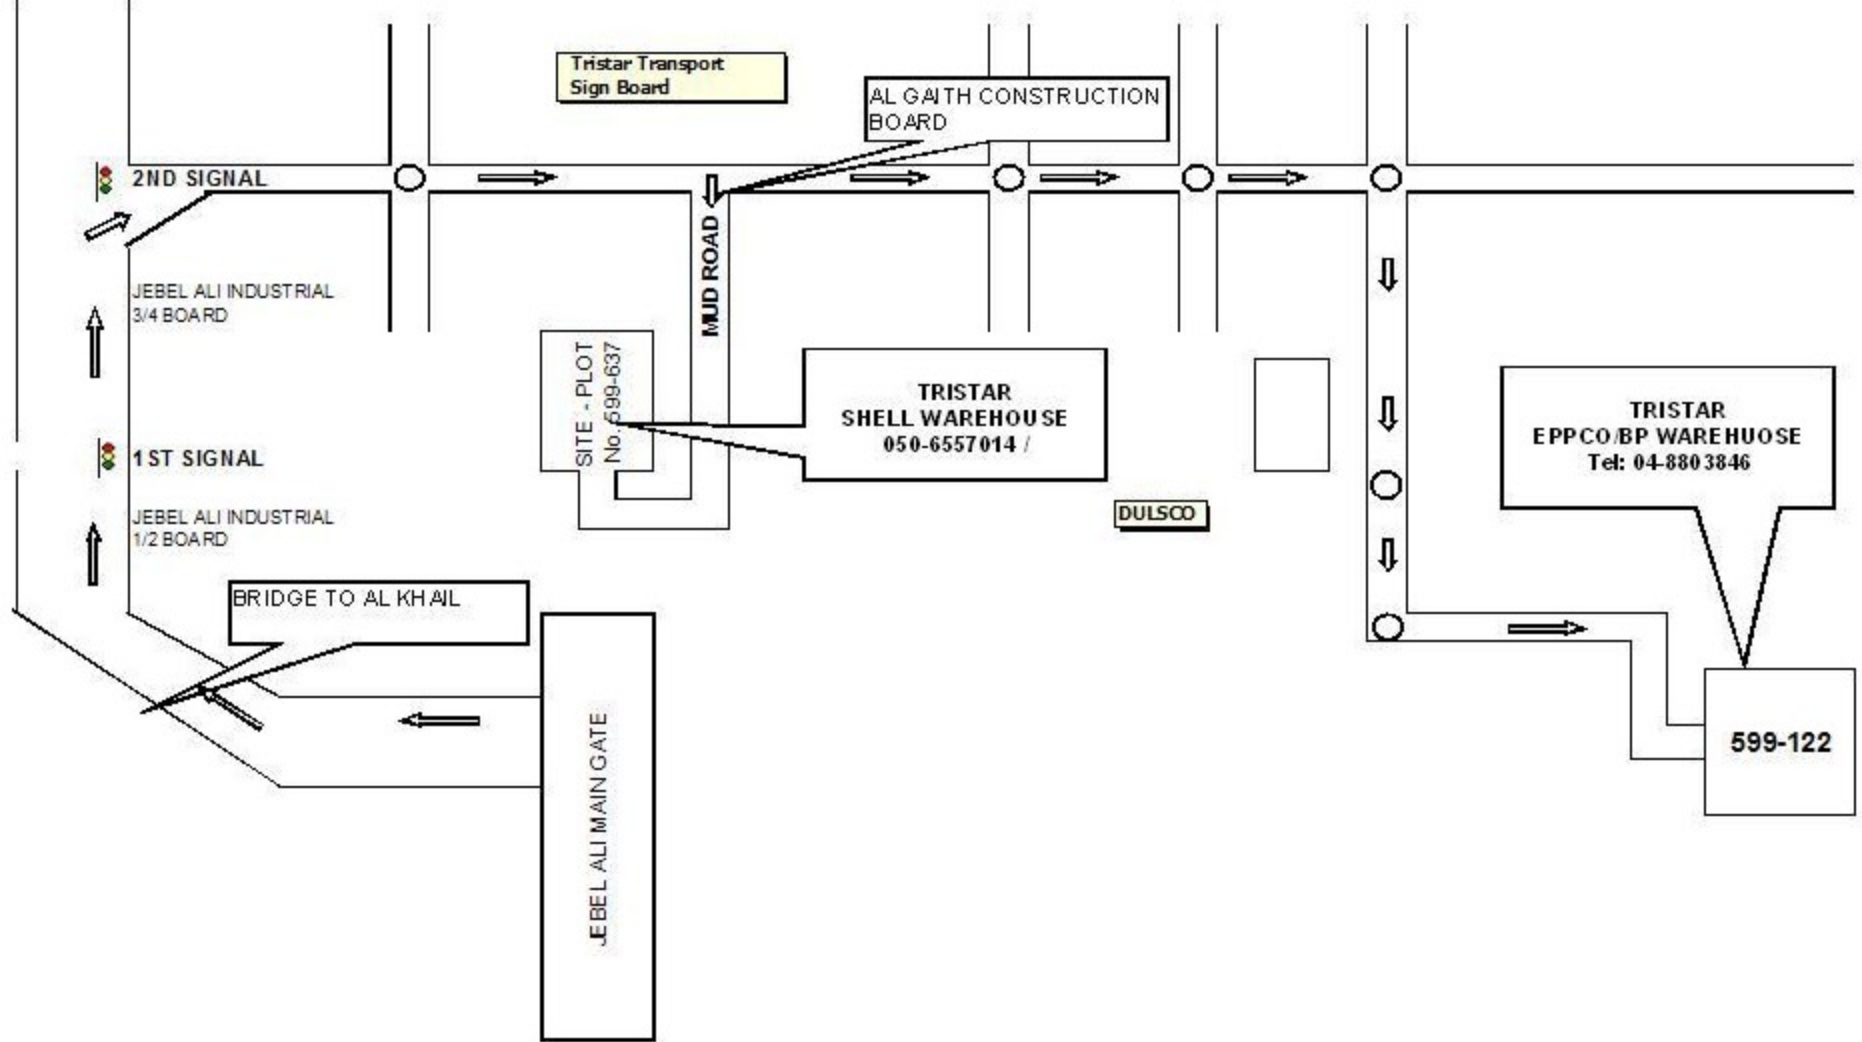 Tristar Transport
Sign Board
AL GAITH CONSTRUCTION
BOARD
2ND SIGNAL
MUD ROAD
JEBEL ALI INDUSTRIAL
3/4 BOARD
SITE - PLOT
No. 599-637
TRISTAR
SHELL WAREHOUSE
050-6557014 /
TRISTAR
EPPCO/BP WAREHUOSE
Tel: 04-8803846
1ST SIGNAL
JEBEL ALI INDUSTRIAL
1/2 BOARD
DULSCO
BRIDGE TO AL KHAIL
JEBEL ALI MAIN GATE
599-122